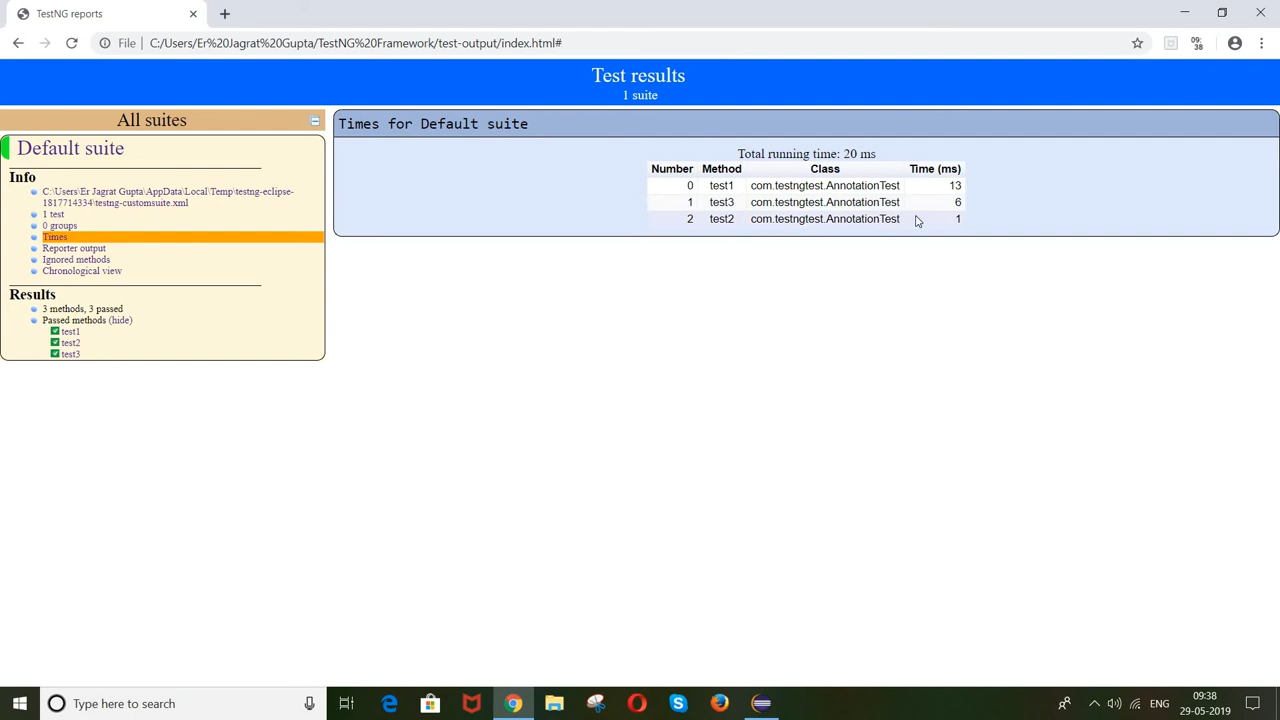 TestNG reports
File
C:/Users/Er%20Jagrat%20Gupta/TestNG%20Framework/test-output/index.html#
09:
38
Test results
1 suite
All suites
Default suite
Info
C:\Users\Er Jagrat Gupta\AppData\Local\Temp\testng-eclipse-
1817714334\testng-customsuite.xml
1 test
0 groups
Times
Reporter output
Ignored methods
Chronological view
Results
3 methods, 3 passed
Passed methods (hide)
test1
test2
test3
Times for Default suite
Total running time: 20 ms
Number Method Class Time (ms)
0 test1 com.testngtest.AnnotationTest 13
1 test3 com.testngtest.AnnotationTest 6
2 test2 com.testngtest.AnnotationTest 1
Type here to search
ENG
09:38
29-05-2019